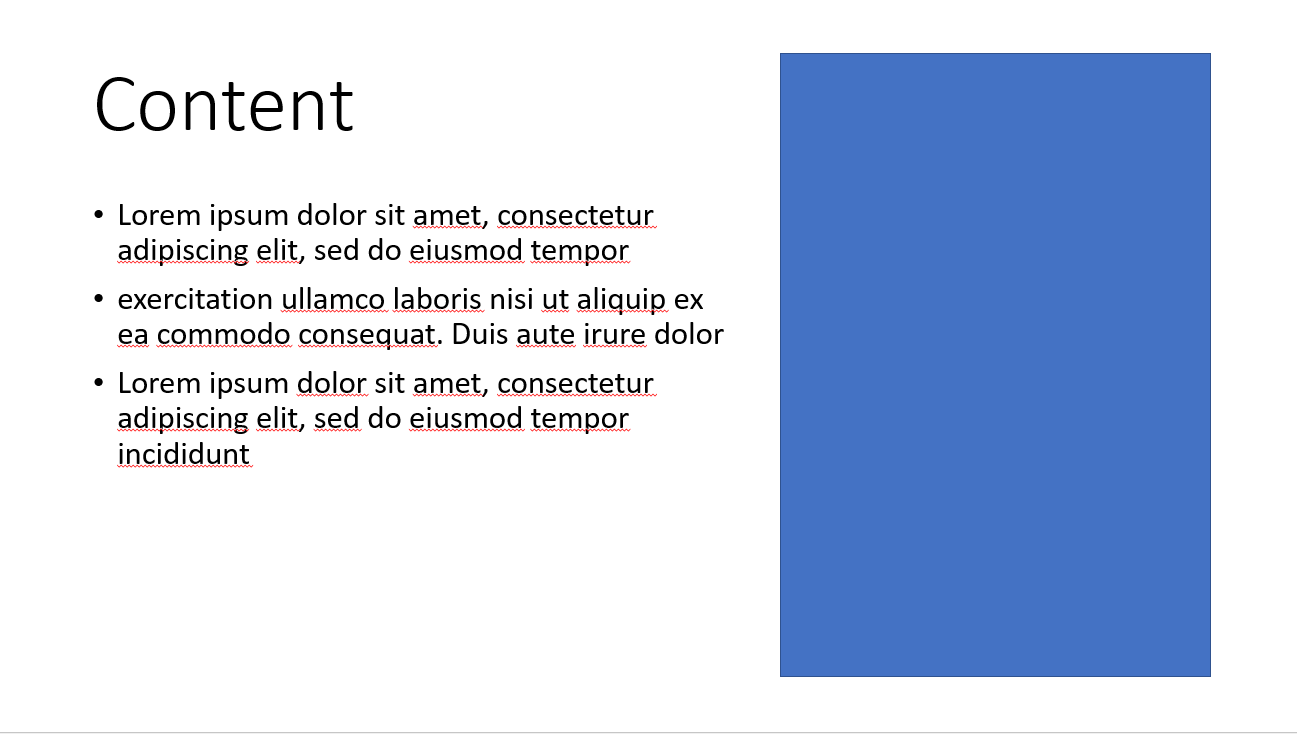 Content
• Lorem ipsum dolor sit amet, consectetur
adipiscing elit, sed do eiusmod tempor
• exercitation ullamco laboris nisi ut aliquip ex
ea commodo consequat. Duis aute irure dolor
• Lorem ipsum dolor sit amet, consectetur
adipiscing elit, sed do eiusmod tempor
incididunt